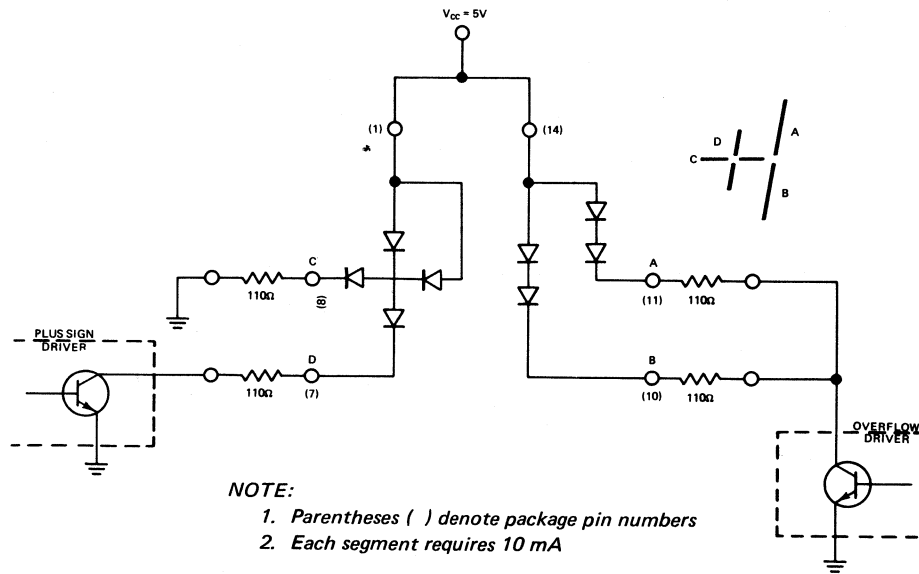 VCC = 5V
(1)
(14)
D
A
C
B
C
110Ω
(8)
A
(11)
110Ω
PLUS SIGN
DRIVER
D
110Ω
(7)
B
(10)
110Ω
OVERFLOW
DRIVER
NOTE:
1. Parentheses ( ) denote package pin numbers
2. Each segment requires 10 mA